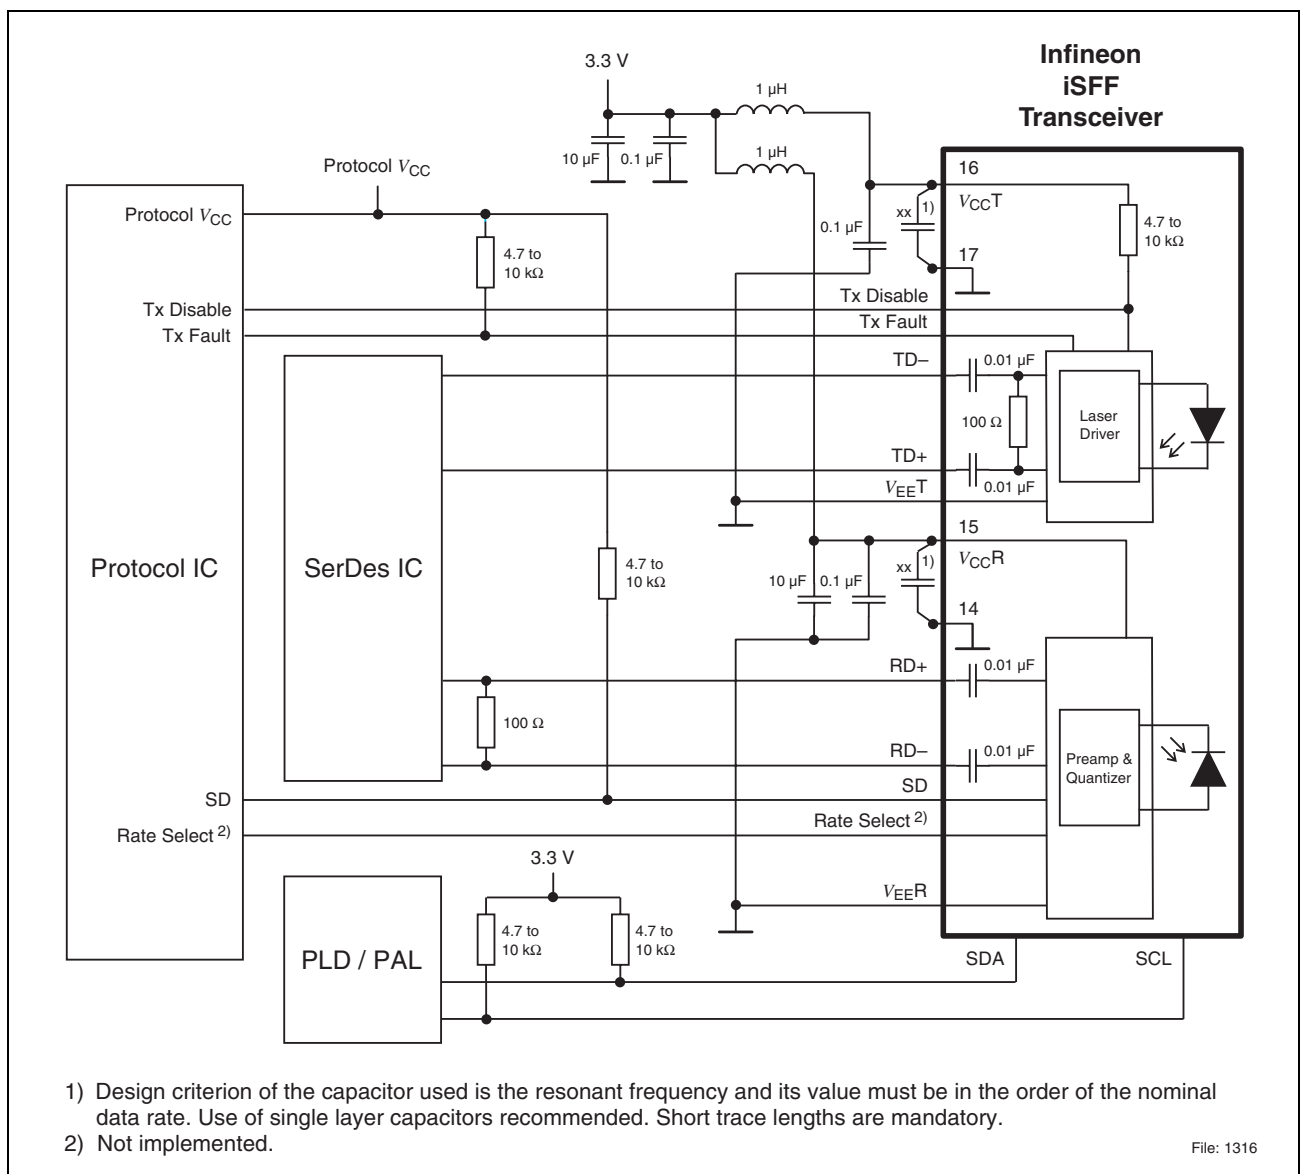 Infineon
iSFF
Transceiver
3.3 V
1 µH
10 µF
0.1 µF
1 µH
Protocol VCC
Protocol VCC
4.7 to
10 kΩ
0.1 µF
xx
1)
16
VCCT
4.7 to
10 kΩ
17
Tx Disable
Tx Disable
Tx Fault
Tx Fault
TD–
0.01 µF
100 Ω
Laser
Driver
TD+
0.01 µF
VEET
15
VCCR
Protocol IC
SerDes IC
4.7 to
10 kΩ
10 µF
0.1 µF
xx
1)
14
RD+
0.01 µF
100 Ω
RD–
0.01 µF
Preamp &
Quantizer
SD
SD
Rate Select 2)
Rate Select 2)
3.3 V
VEER
4.7 to
10 kΩ
4.7 to
10 kΩ
PLD / PAL
SDA
SCL
1) Design criterion of the capacitor used is the resonant frequency and its value must be in the order of the nominal
data rate. Use of single layer capacitors recommended. Short trace lengths are mandatory.
2) Not implemented.
File: 1316